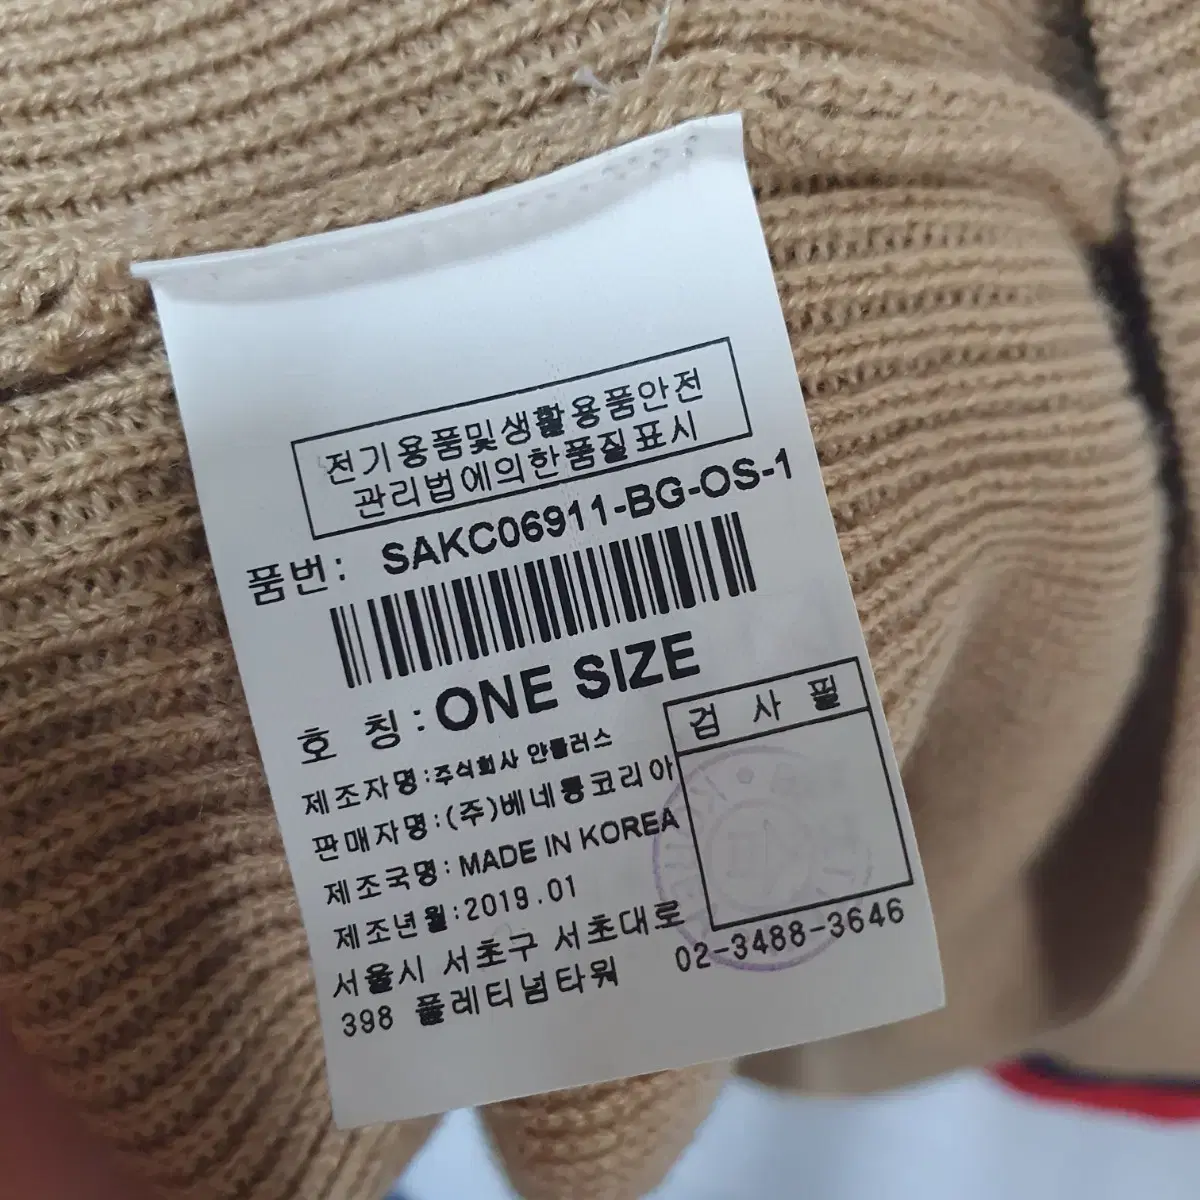 전기용품및생활용품안전
관리법에의한품질표시
품번: SAKC06911-BG-OS-1
호 칭:ONE SIZE
제조자명:주식회사 얀플러스
판매자명:(주)베네통코리아
제조국명: MADE IN KOREA
제조년월:2019.01
서울시 서초구 서초대로
398 플레티넘타워
검 사 필
02-3488-3646